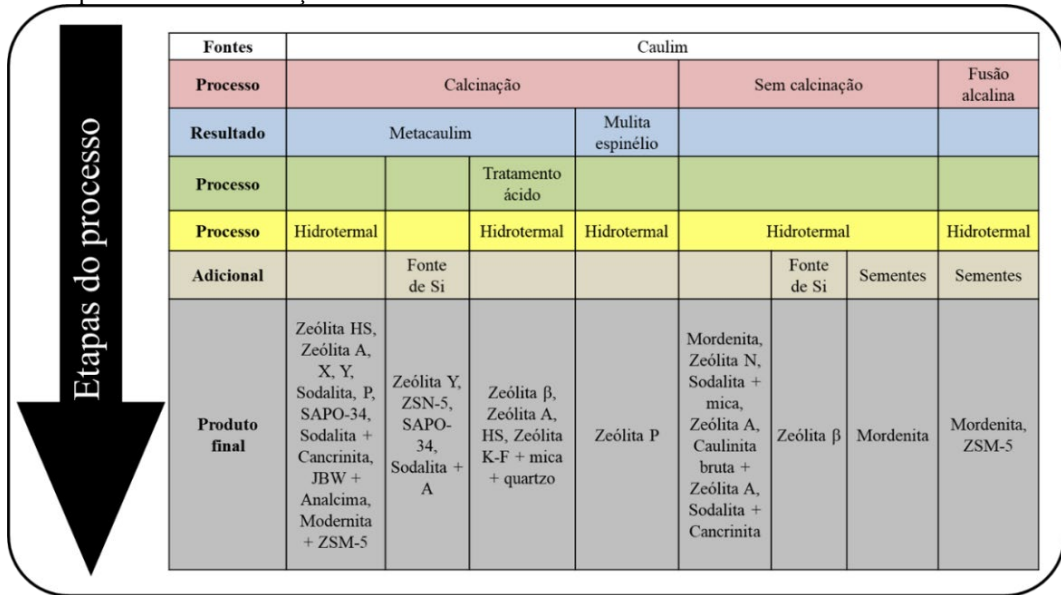 Etapas do processo
Fontes
Caulim
Processo
Calcinação
Sem calcinação
Fusão
alcalina
Resultado
Metacaulim
Mulita
espinélio
Processo
Tratamento
ácido
Processo
Hidrotermal
Hidrotermal
Hidrotermal
Hidrotermal
Hidrotermal
Adicional
Fonte
de Si
Fonte
de Si
Sementes
Sementes
Produto
final
Zeólita HS,
Zeólita A,
X, Y,
Sodalita, P,
SAPO-34,
Sodalita +
Cancrinita,
JBW +
Analcima,
Modernita
+ ZSM-5
Zeólita Y,
ZSN-5,
SAPO-
34,
Sodalita +
A
Zeólita β,
Zeólita A,
HS, Zeólita
K-F + mica
+ quartzo
Zeólita P
Mordenita,
Zeólita N,
Sodalita +
mica,
Zeólita A,
Caulinita
bruta +
Zeólita A,
Sodalita +
Cancrinita
Zeólita β
Mordenita
Mordenita,
ZSM-5